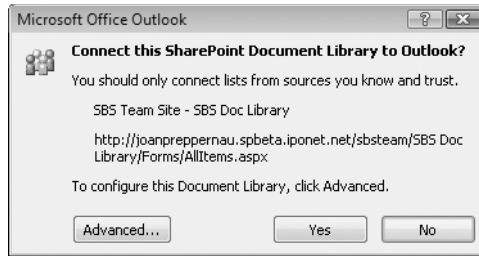 Microsoft Office Outlook
?
Connect this SharePoint Document Library to Outlook?
You should only connect lists from sources you know and trust.
SBS Team Site - SBS Doc Library
http://joanpreppernau.spbeta.iponet.net/sbsteam/SBS Doc
Library/Forms/AllItems.aspx
To configure this Document Library, click Advanced.
Advanced... Yes No